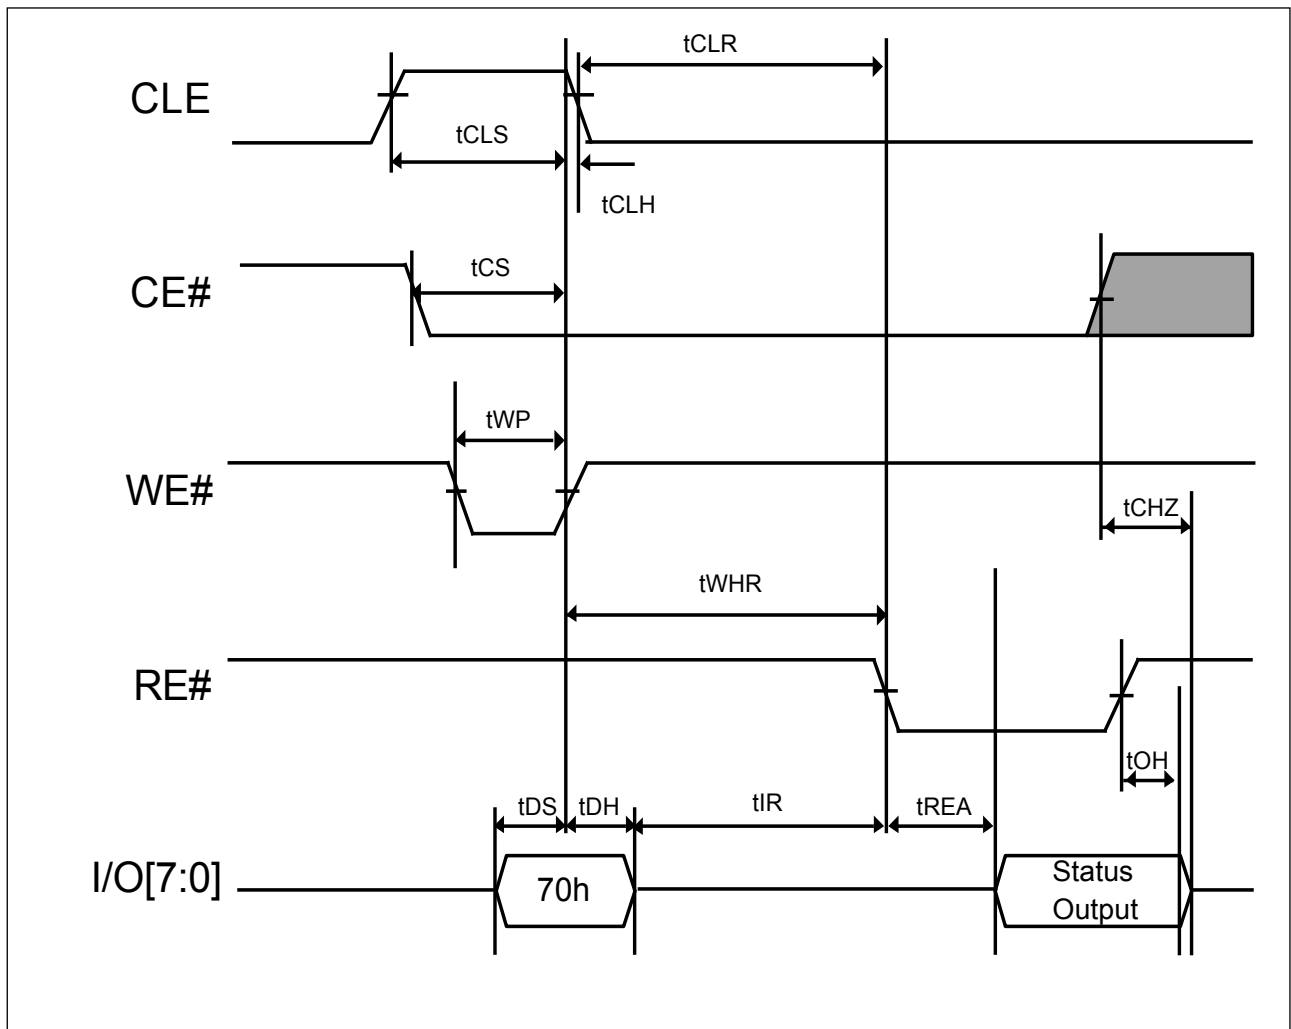 tCLR
CLE
tCLS
tCLH
tCS
CE#
tWP
WE#
tCHZ
tWHR
RE#
tOH
tDS
tDH
tIR
tREA
I/O[7:0]
70h
Status
Output